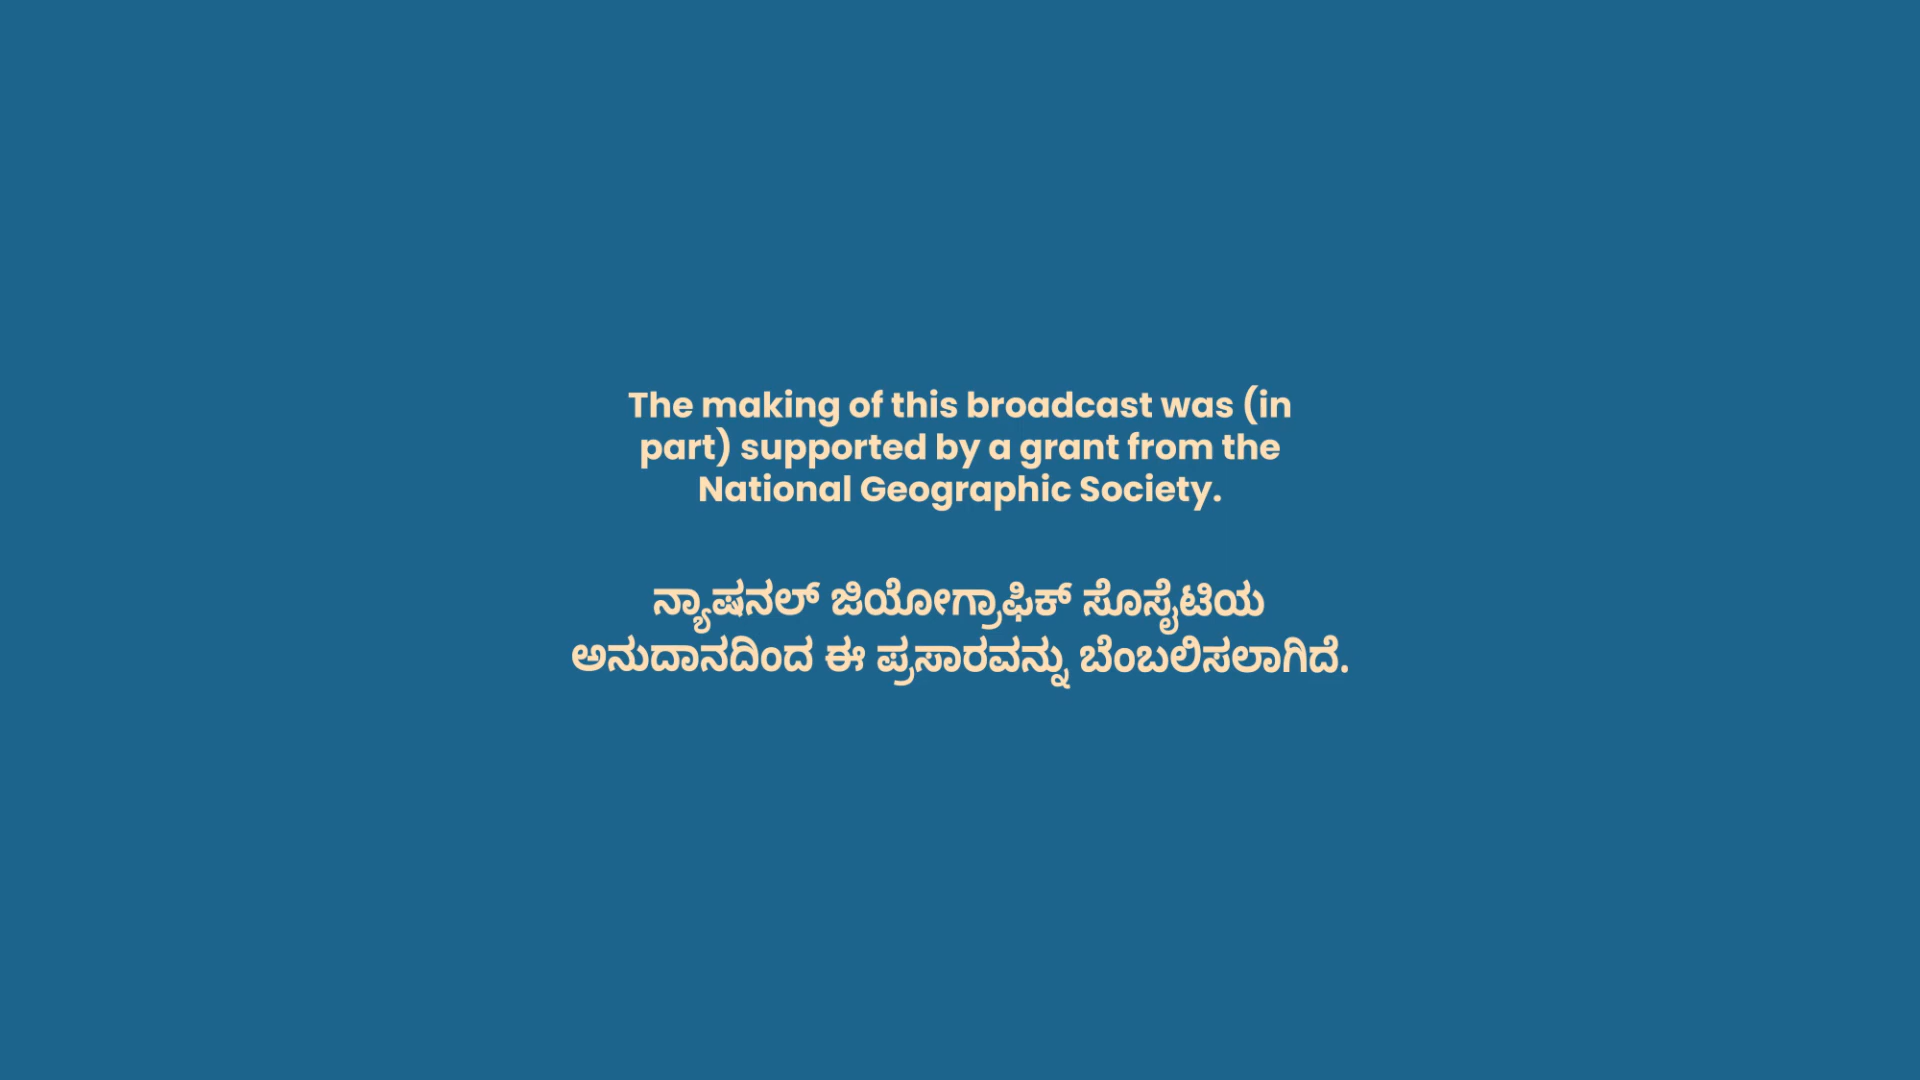 The making of this broadcast was (in
part) supported by a grant from the
National Geographic Society.
ನ್ಯಾಷನಲ್ ಜಿಯೋಗ್ರಾಫಿಕ್ ಸೊಸೈಟಿಯ
ಅನುದಾನದಿಂದ ಈ ಪ್ರಸಾರವನ್ನು ಬೆಂಬಲಿಸಲಾಗಿದೆ.